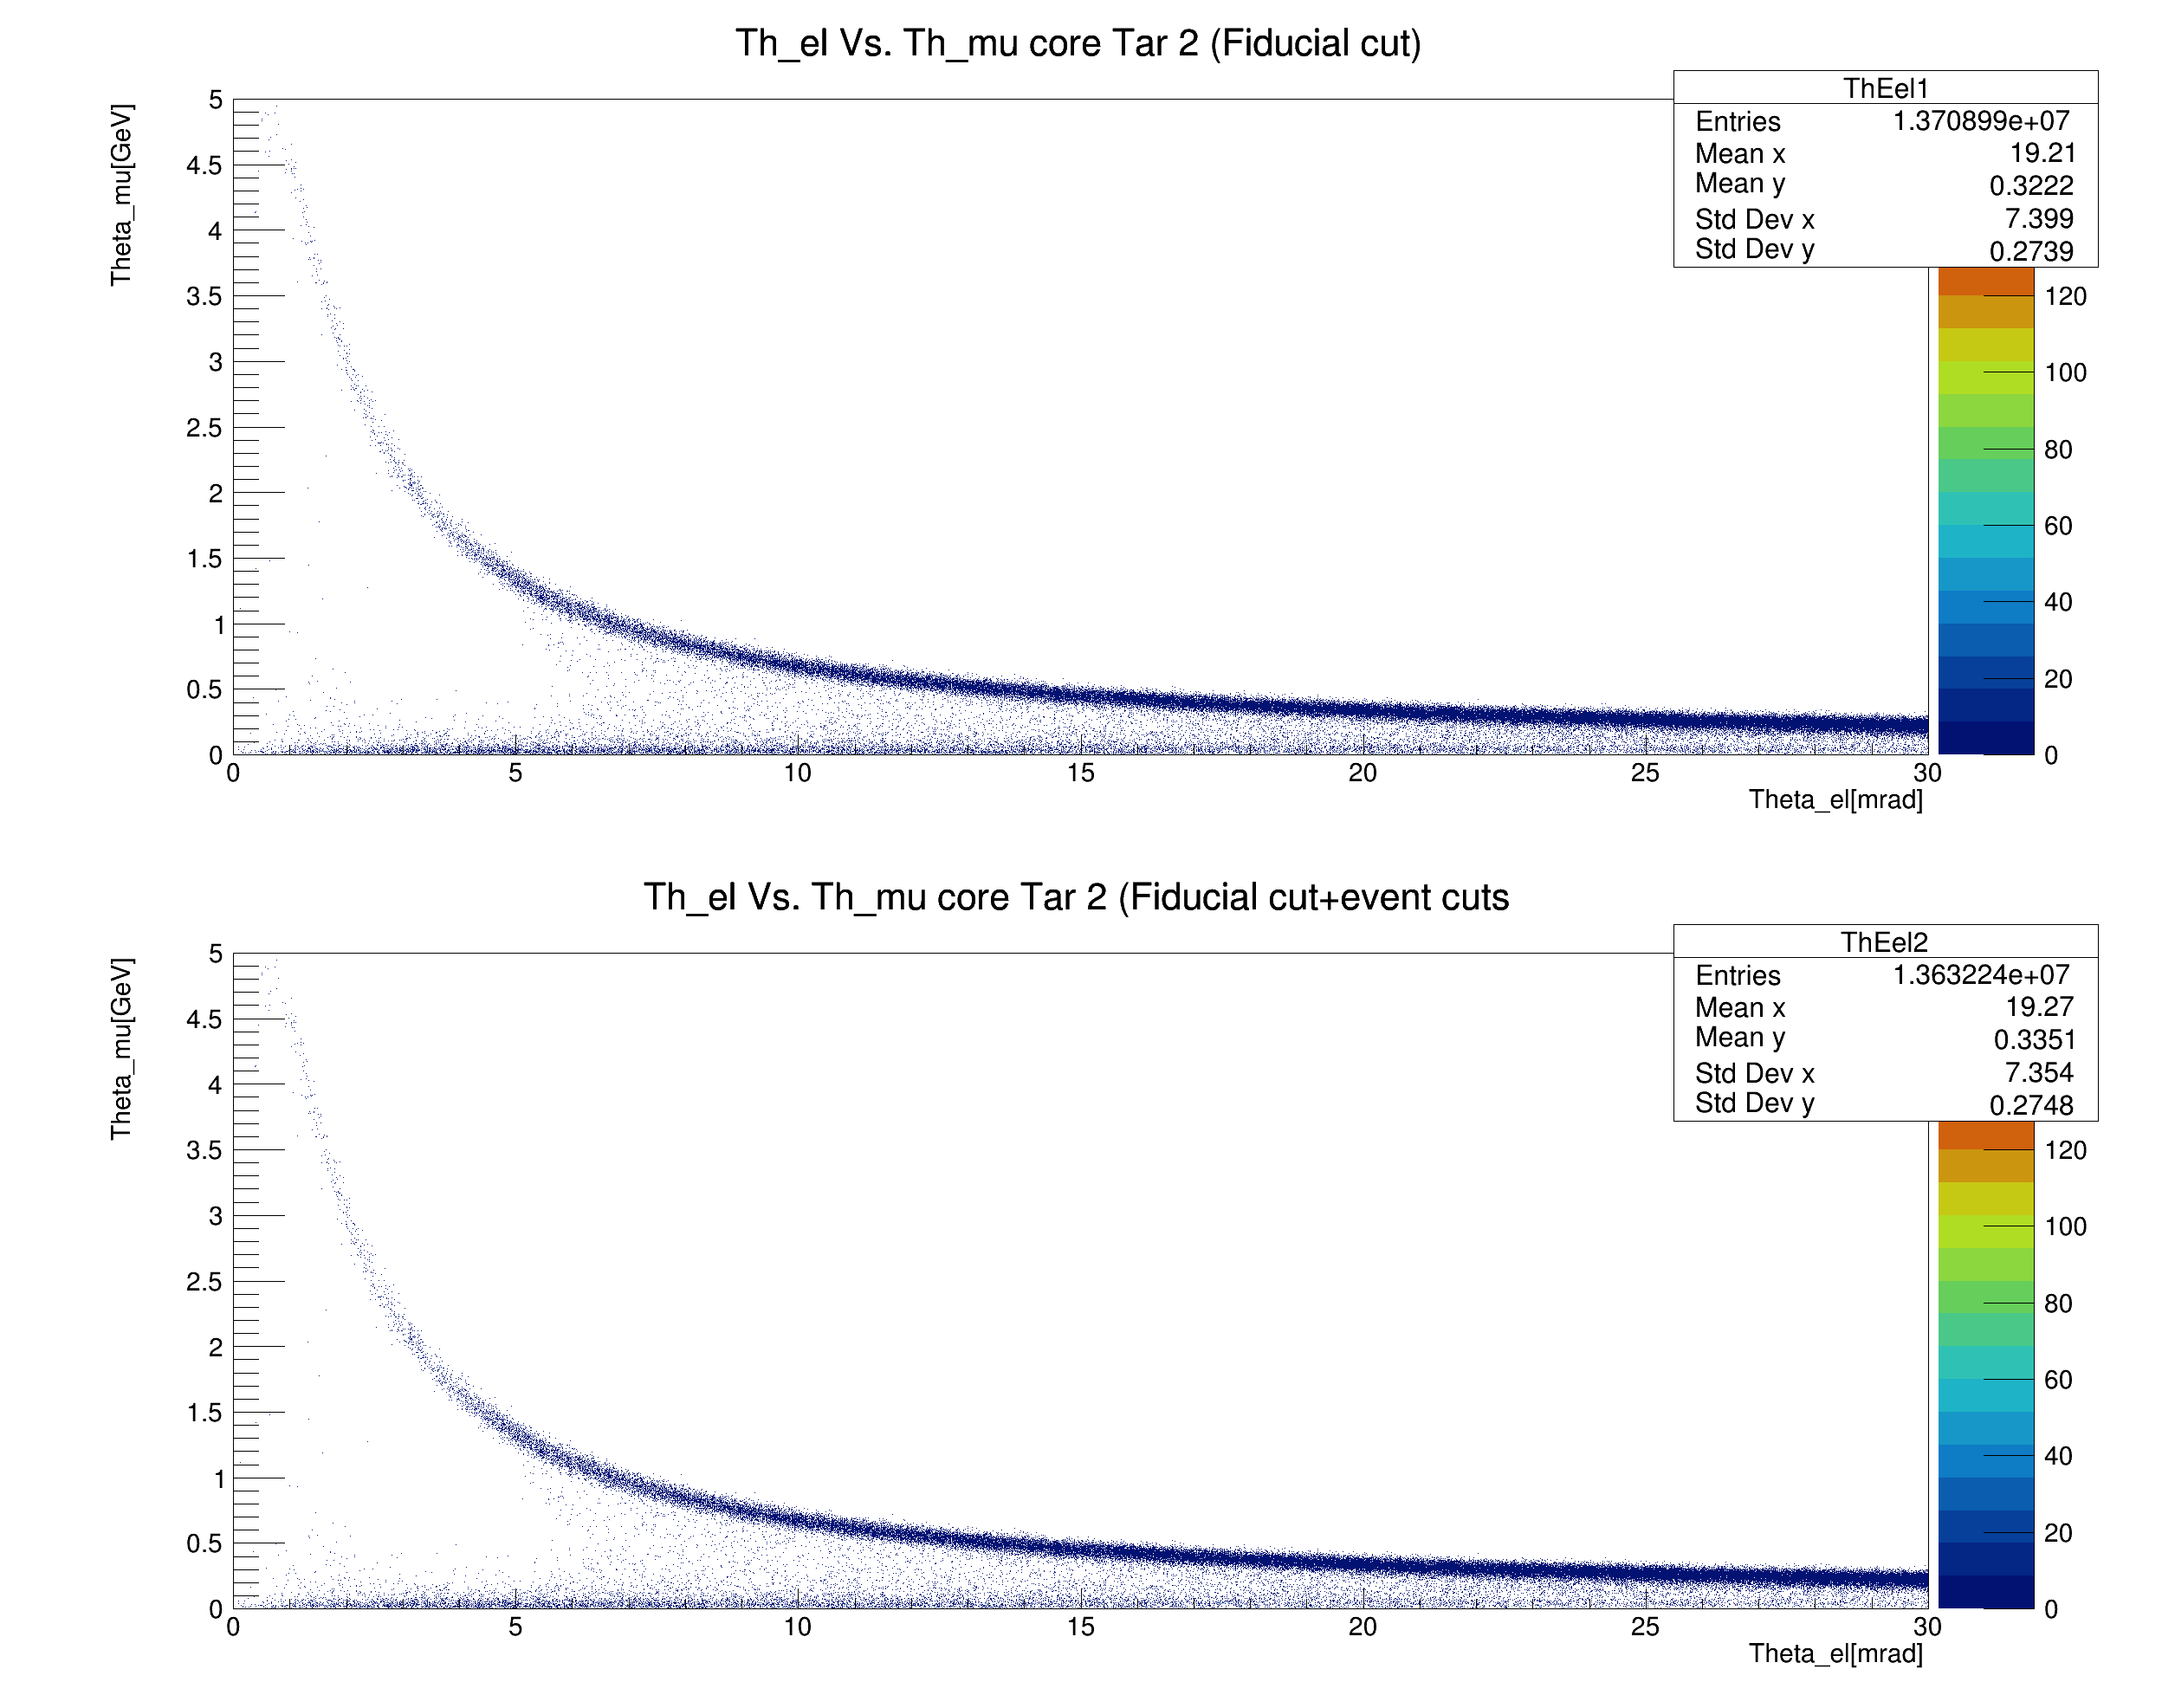 Th_el Vs. Th_mu core Tar 2 (Fiducial cut)
ThEel1
Entries 1.370899e+07
Mean x 19.21
Mean y 0.3222
Std Dev x 7.399
Std Dev y 0.2739
Theta_mu[GeV]
5
4.5
4
3.5
3
2.5
2
1.5
1
0.5
0
0 5 10 15 20 25 30
Theta_el[mrad]
120
100
80
60
40
20
0
Th_el Vs. Th_mu core Tar 2 (Fiducial cut+event cuts
ThEel2
Entries 1.363224e+07
Mean x 19.27
Mean y 0.3351
Std Dev x 7.354
Std Dev y 0.2748
Theta_mu[GeV]
5
4.5
4
3.5
3
2.5
2
1.5
1
0.5
0
0 5 10 15 20 25 30
Theta_el[mrad]
120
100
80
60
40
20
0